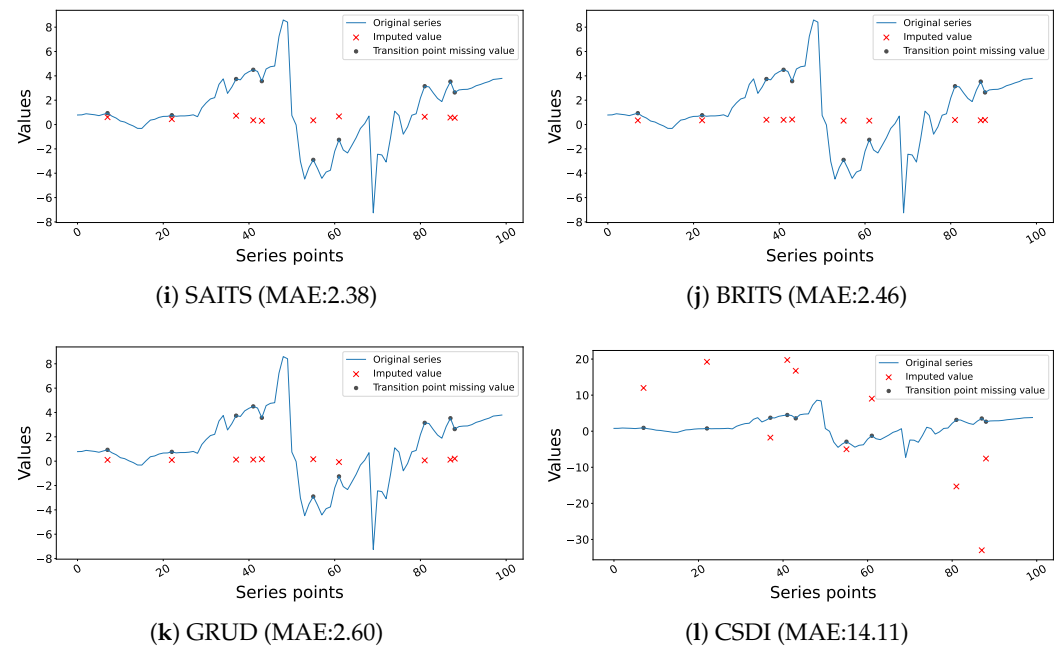 Original series
Imputed value
Transition point missing value
8
6
4
2
0
−2
−4
−6
−8
Values
0
20
40
60
80
100
Series points
(i) SAITS (MAE:2.38)
Original series
Imputed value
Transition point missing value
8
6
4
2
0
−2
−4
−6
−8
Values
0
20
40
60
80
100
Series points
(j) BRITS (MAE:2.46)
Original series
Imputed value
Transition point missing value
8
6
4
2
0
−2
−4
−6
−8
Values
0
20
40
60
80
100
Series points
(k) GRUD (MAE:2.60)
Original series
Imputed value
Transition point missing value
20
10
0
−10
−20
−30
Values
0
20
40
60
80
100
Series points
(l) CSDI (MAE:14.11)